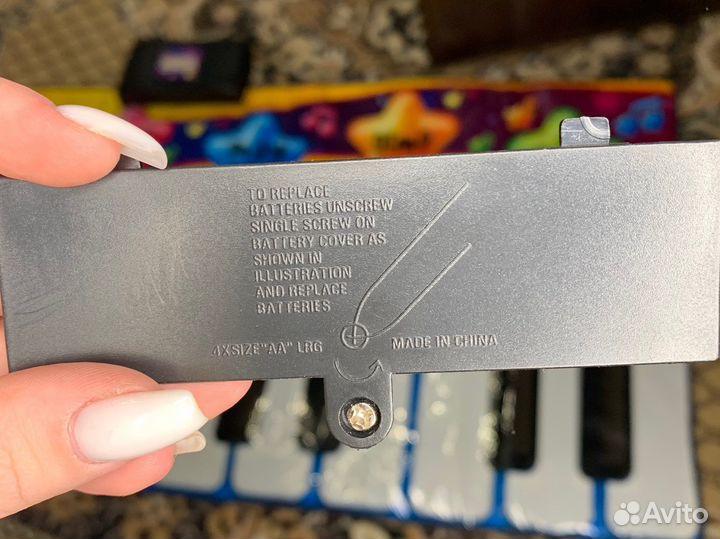 TO REPLACE
BATTERIES UNSCREW
SINGLE SCREW ON
BATTERY COVER AS
SHOWN IN
ILLUSTRATION
AND REPLACE
BATTERIES
4XSIZE"AA" LRG MADE IN CHINA
Avito